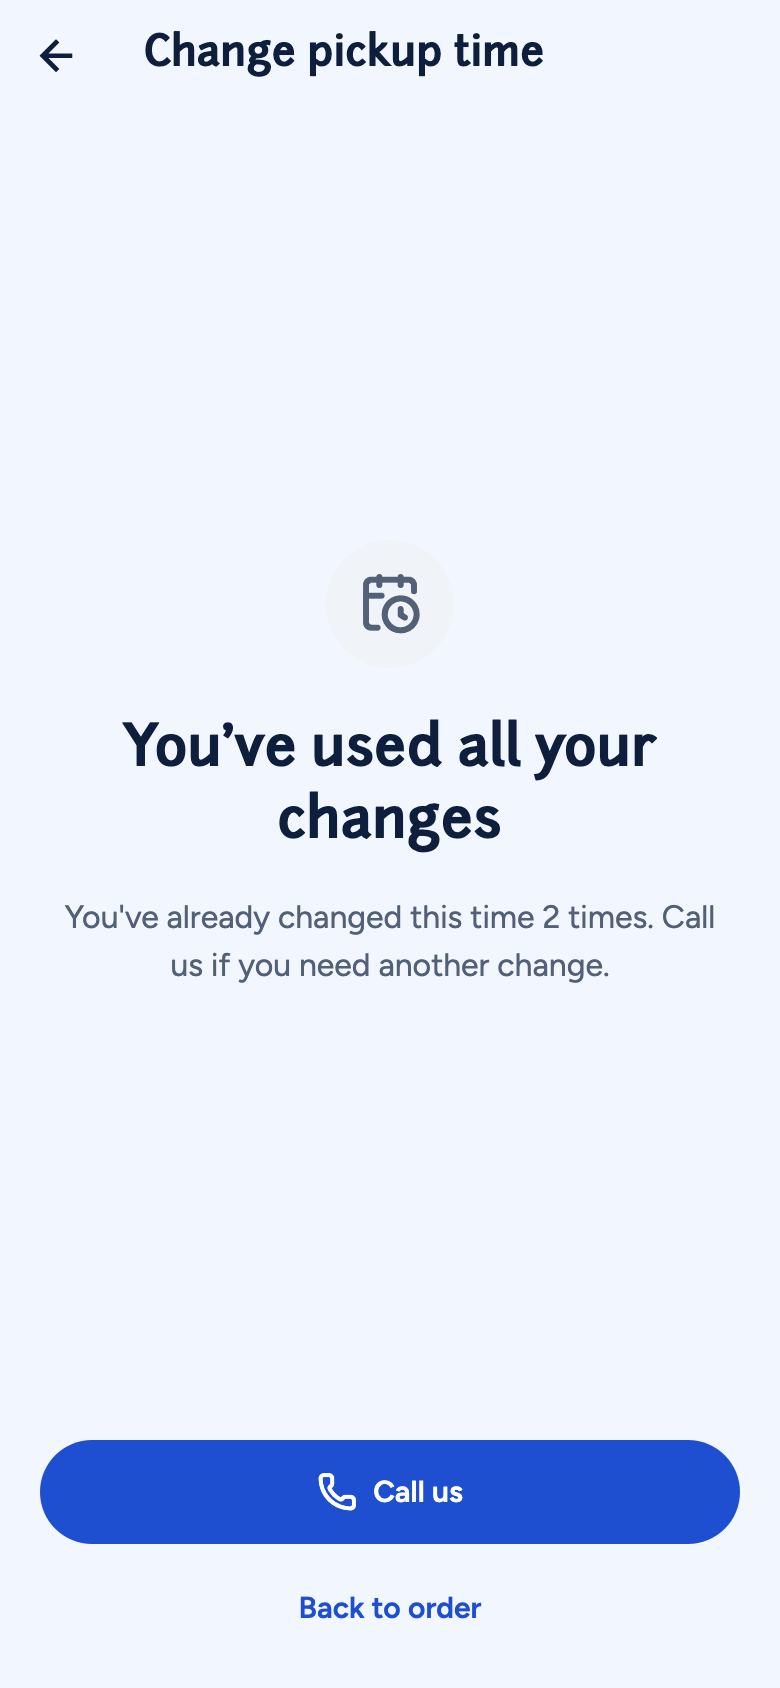 Change pickup time
You’ve used all your
changes
You've already changed this time 2 times. Call
us if you need another change.
Call us
Back to order